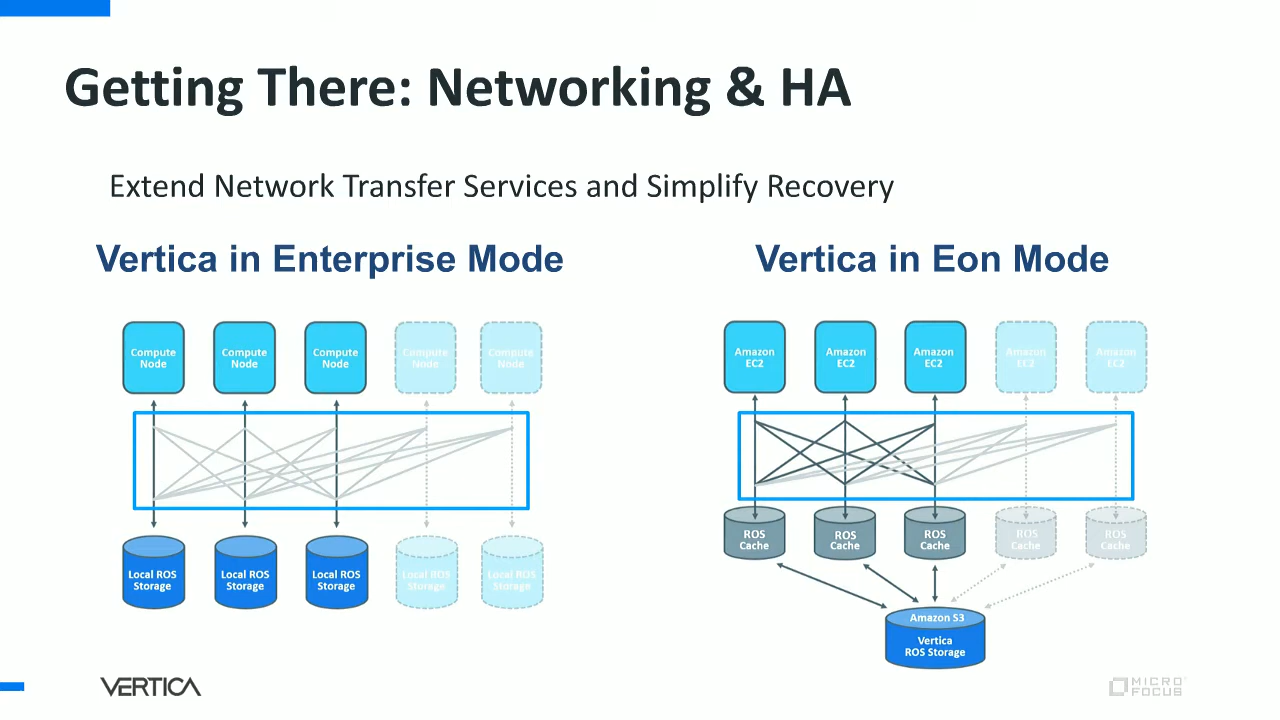 Getting There: Networking & HA
Extend Network Transfer Services and Simplify Recovery
Vertica in Enterprise Mode
Compute
Node
Compute
Node
Compute
Node
Compute
Node
Compute
Node
Local ROS
Storage
Local ROS
Storage
Local ROS
Storage
Local ROS
Storage
Local ROS
Storage
Vertica in Eon Mode
Amazon
EC2
Amazon
EC2
Amazon
EC2
Amazon
EC2
Amazon
EC2
ROS
Cache
ROS
Cache
ROS
Cache
ROS
Cache
ROS
Cache
Amazon S3
Vertica
ROS Storage
VERTICA
MICRO
FOCUS